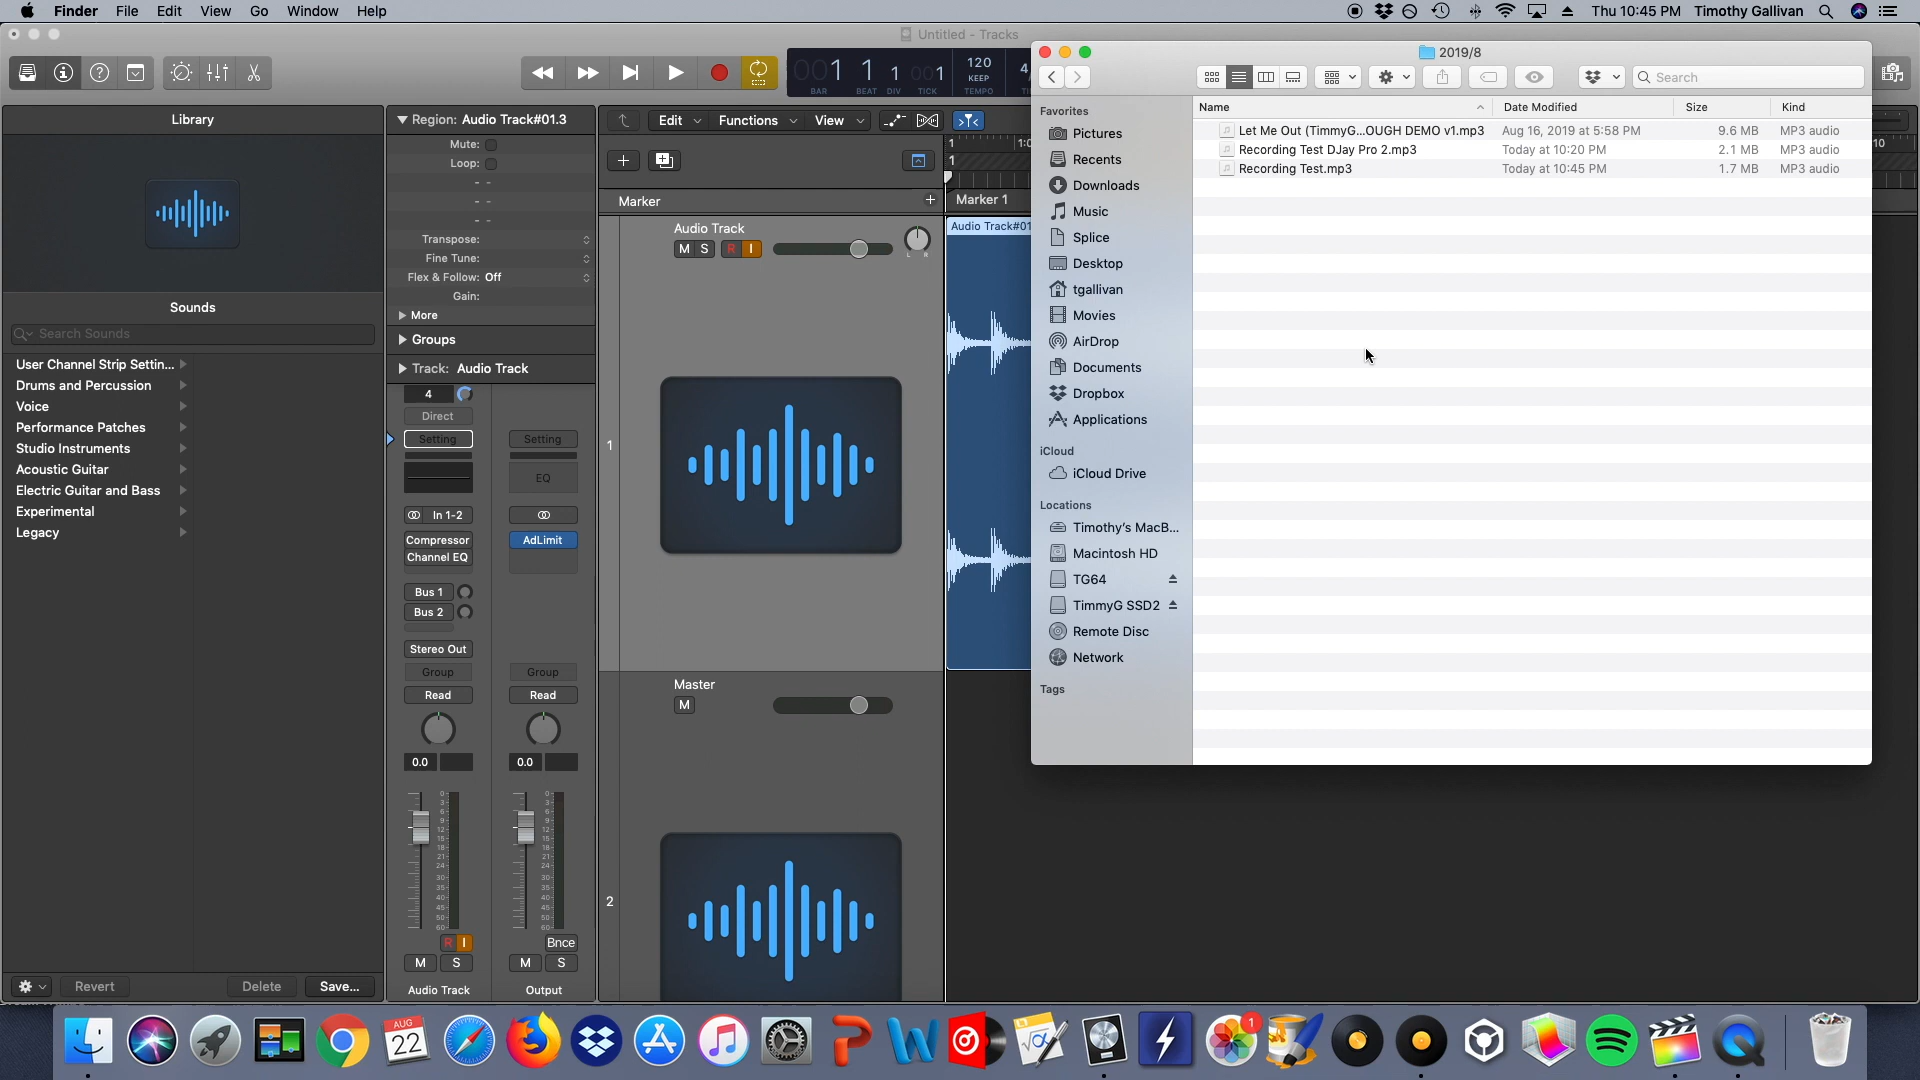 Finder File Edit View Go Window Help
Thu 10:45 PM Timothy Gallivan
Untitled - Tracks
001 1 1 001
BAR BEAT DIV TICK
120
KEEP
TEMPO
Library
Sounds
Search Sounds
User Channel Strip Settin...
Drums and Percussion
Voice
Performance Patches
Studio Instruments
Acoustic Guitar
Electric Guitar and Bass
Experimental
Legacy
Revert Delete Save...
Region: Audio Track#01.3
Mute:
Loop:
Transpose:
Fine Tune:
Flex & Follow: Off
Gain:
More
Groups
Track: Audio Track
4
Direct
Setting Setting
EQ
In 1-2
Compressor AdLimit
Channel EQ
Bus 1
Bus 2
Stereo Out
Group Group
Read Read
0.0 0.0
R I Bnce
M S M S
Audio Track Output
Edit Functions View
Marker
Marker 1
Audio Track
M S R I
L R
1
Audio Track#01
Master
M
2
2019/8
Search
Name Date Modified Size Kind
Let Me Out (TimmyG...OUGH DEMO v1.mp3 Aug 16, 2019 at 5:58 PM 9.6 MB MP3 audio
Recording Test DJay Pro 2.mp3 Today at 10:20 PM 2.1 MB MP3 audio
Recording Test.mp3 Today at 10:45 PM 1.7 MB MP3 audio
Favorites
Pictures
Recents
Downloads
Music
Splice
Desktop
tgallivan
Movies
AirDrop
Documents
Dropbox
Applications
iCloud
iCloud Drive
Locations
Timothy's MacB...
Macintosh HD
TG64
TimmyG SSD2
Remote Disc
Network
Tags
AUG
22
1